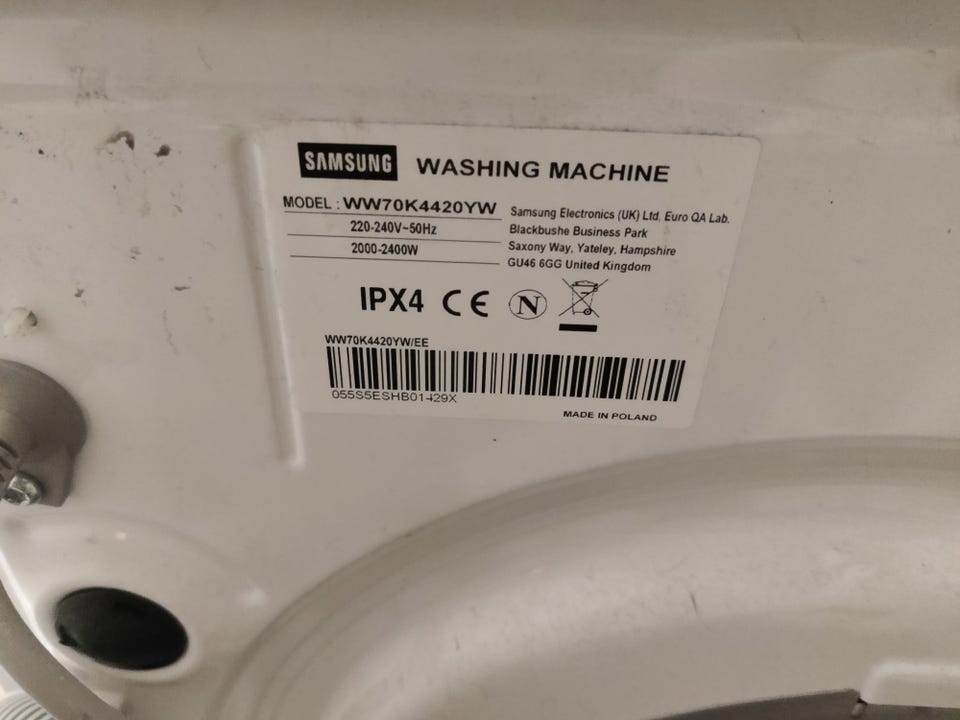 SAMSUNG WASHING MACHINE
MODEL : WW70K4420YW
220-240V~50Hz
2000-2400W
Samsung Electronics (UK) Ltd, Euro QA Lab.
Blackbushe Business Park
Saxony Way, Yateley, Hampshire
GU46 6GG United Kingdom
IPX4 CE N
WW70K4420YW/EE
055S5ESHB01429X
MADE IN POLAND